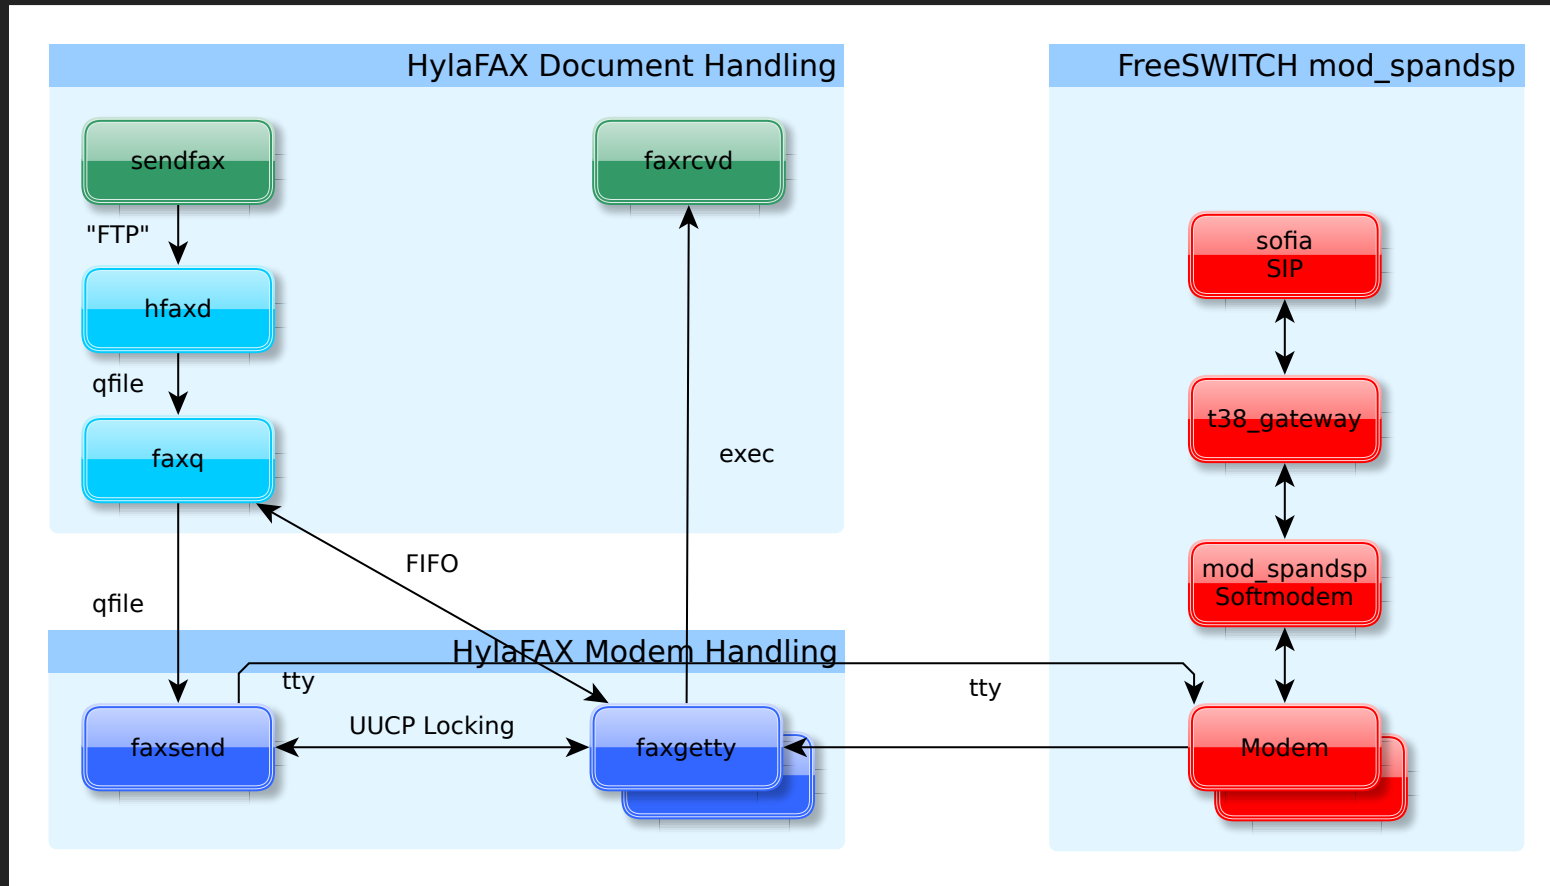 HylaFAX Document Handling
sendfax
"FTP"
hfaxd
qfile
faxq
qfile
faxrcvd
exec
FIFO
HylaFAX Modem Handling
tty
faxsend
UUCP Locking
faxgetty
tty
FreeSWITCH mod_spandsp
sofia
SIP
t38_gateway
mod_spandsp
Softmodem
Modem